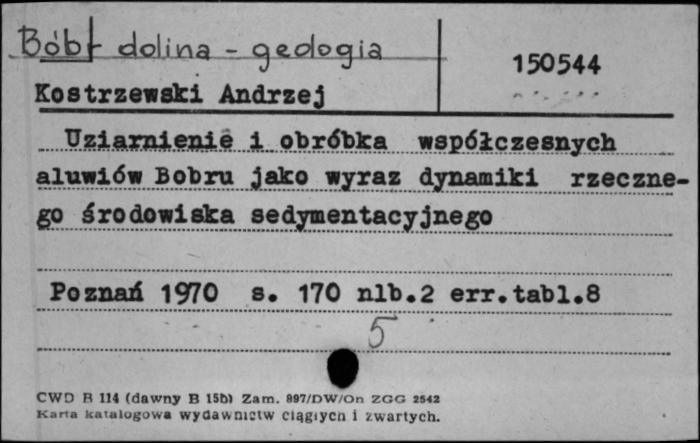 Bóbr dolina - geologia
150544
Kostrzewski Andrzej
Uziarnienie i obróbka współczesnych
aluwiów Bobru jako wyraz dynamiki rzeczne-
go środowiska sedymentacyjnego
Poznań 1970 s. 170 nlb.2 err.tabl.8
5
CWD B 114 (dawny B 15b) Zam. 897/DW/On ZGG 2542
Karta katalogowa wydawnictw ciągłych i zwartych.